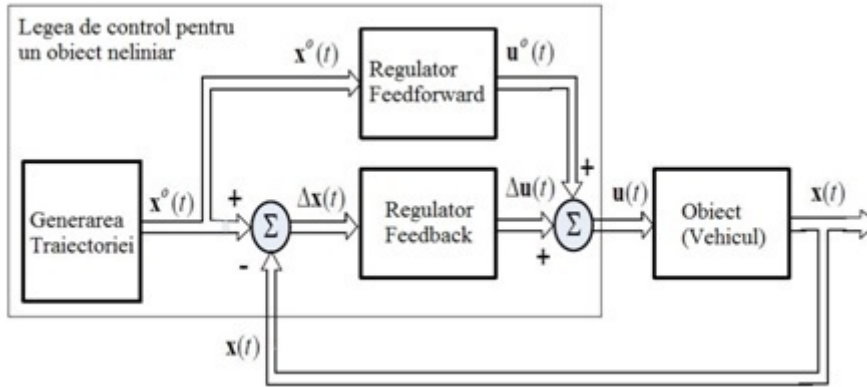 Legea de control pentru
un obiect neliniar
x°(t)
u°(t)
Regulator
Feedforward
Generarea
Traiectoriei
x°(t)
+
Σ
-
Δx(t)
Regulator
Feedback
Δu(t)
+
Σ
+
u(t)
Obiect
(Vehicul)
x(t)
x(t)